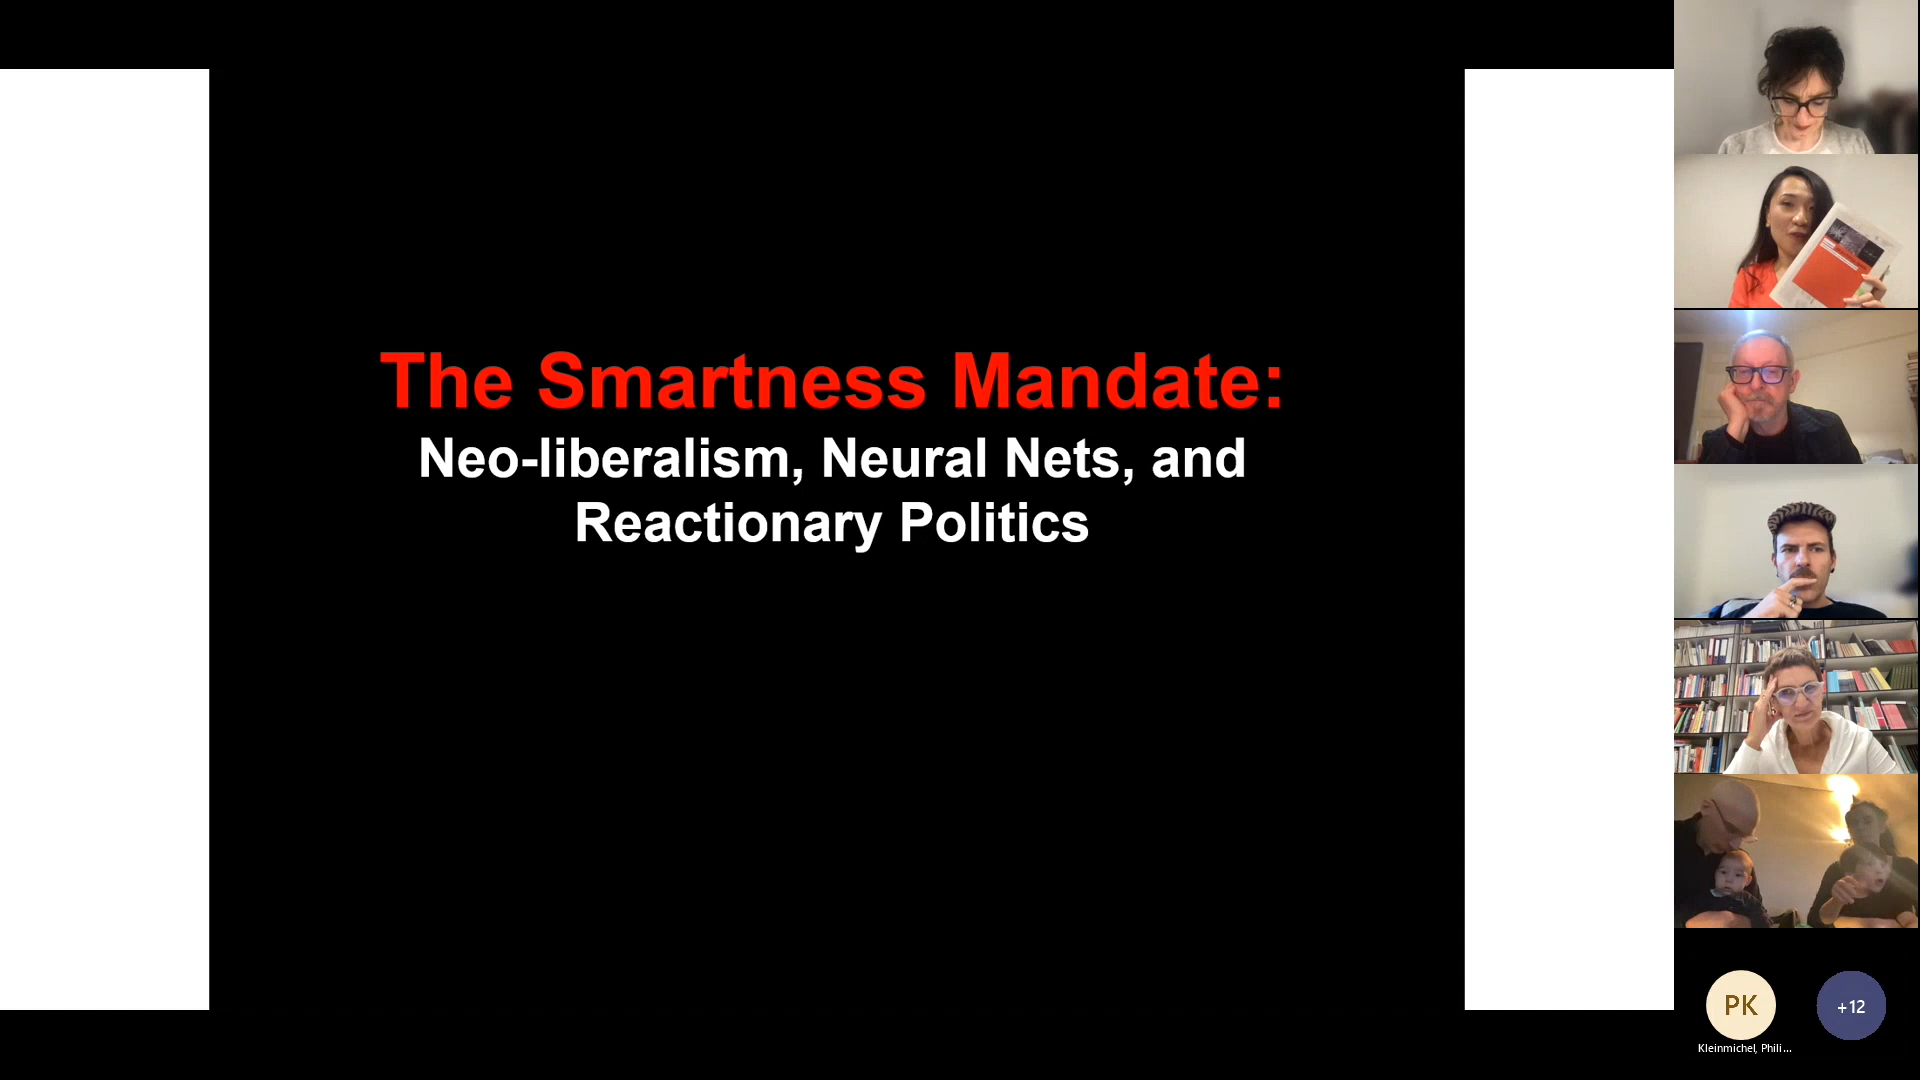 The Smartness Mandate:
Neo-liberalism, Neural Nets, and
Reactionary Politics
PK
+12
Kleinmichel, Phili...